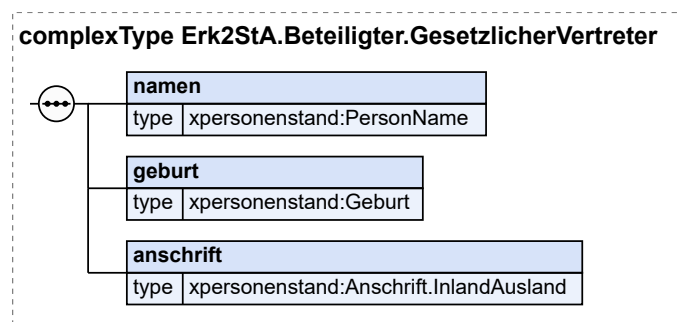 complexType Erk2StA.Beteiligter.GesetzlicherVertreter
namen
type xpersonenstand:PersonName
geburt
type xpersonenstand:Geburt
anschrift
type xpersonenstand:Anschrift.InlandAusland